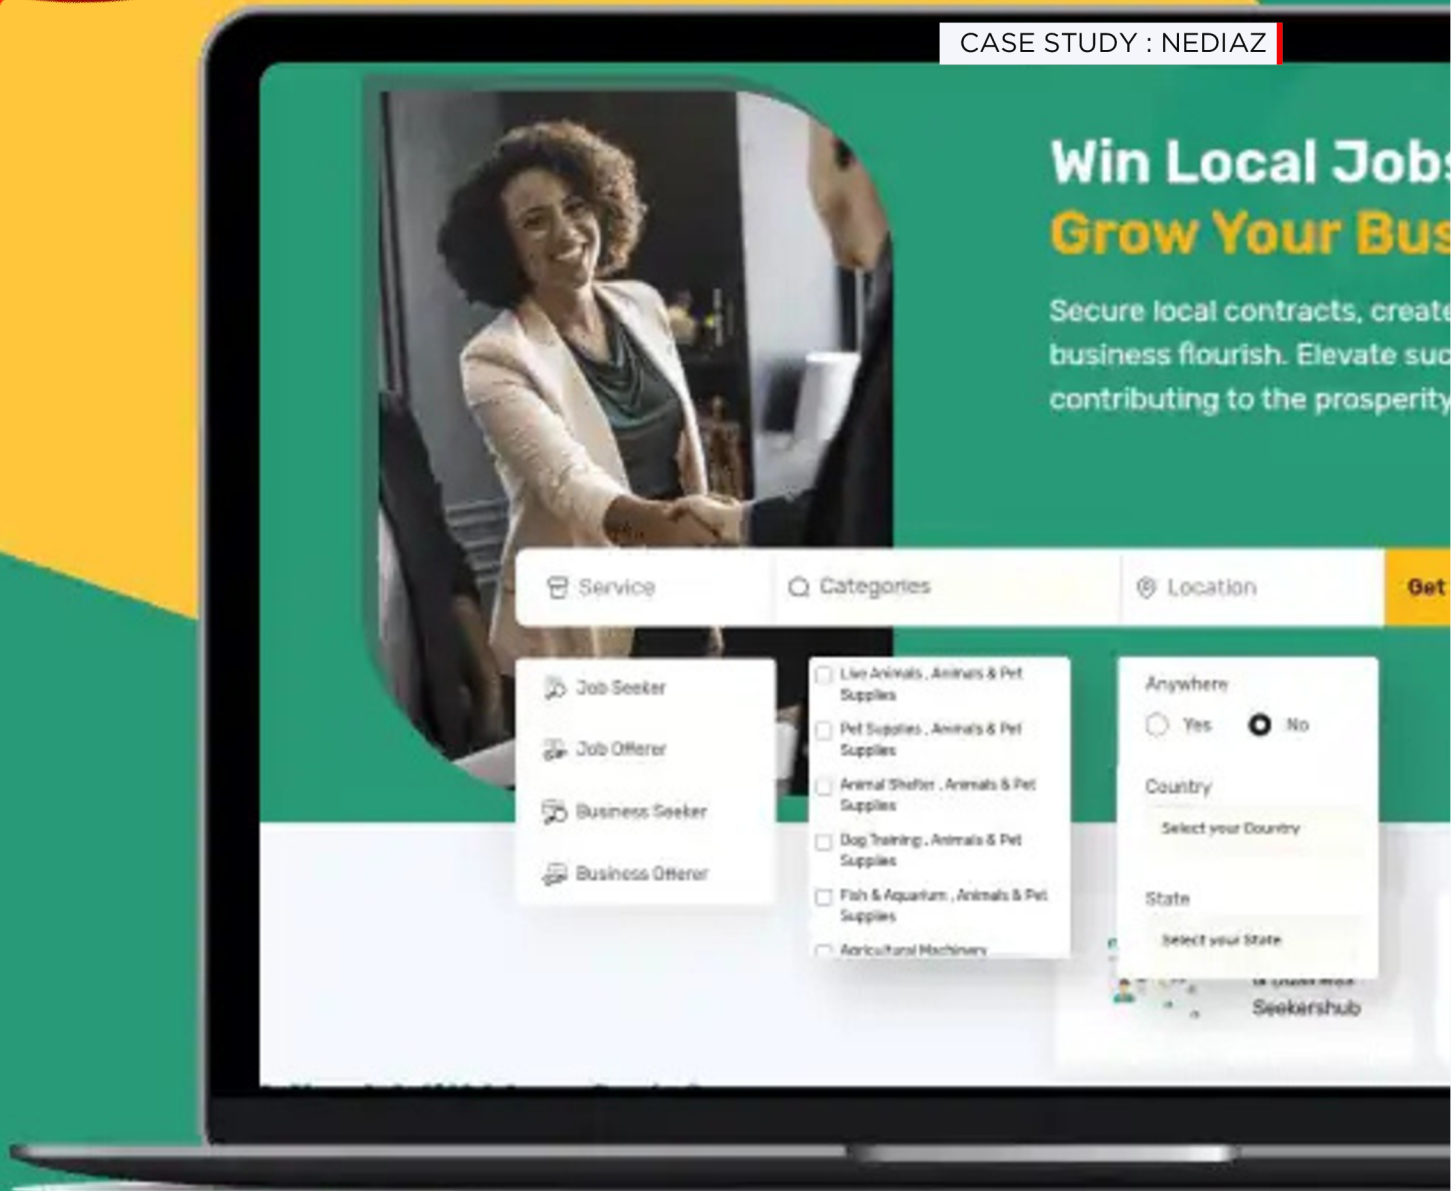 CASE STUDY : NEDIAZ
Win Local Jobs
Grow Your Bus
Secure local contracts, create
business flourish. Elevate suc
contributing to the prosperity
Service
Categories
Location
Get
Job Seeker
Job Offerer
Business Seeker
Business Offerer
Live Animals , Animals & Pet
Supplies
Pet Supplies , Animals & Pet
Supplies
Animal Shelter , Animals & Pet
Supplies
Dog Training , Animals & Pet
Supplies
Fish & Aquarium , Animals & Pet
Supplies
Agricultural Machinery
Anywhere
Yes
No
Country
Select your Country
State
Select your State
Seekershub